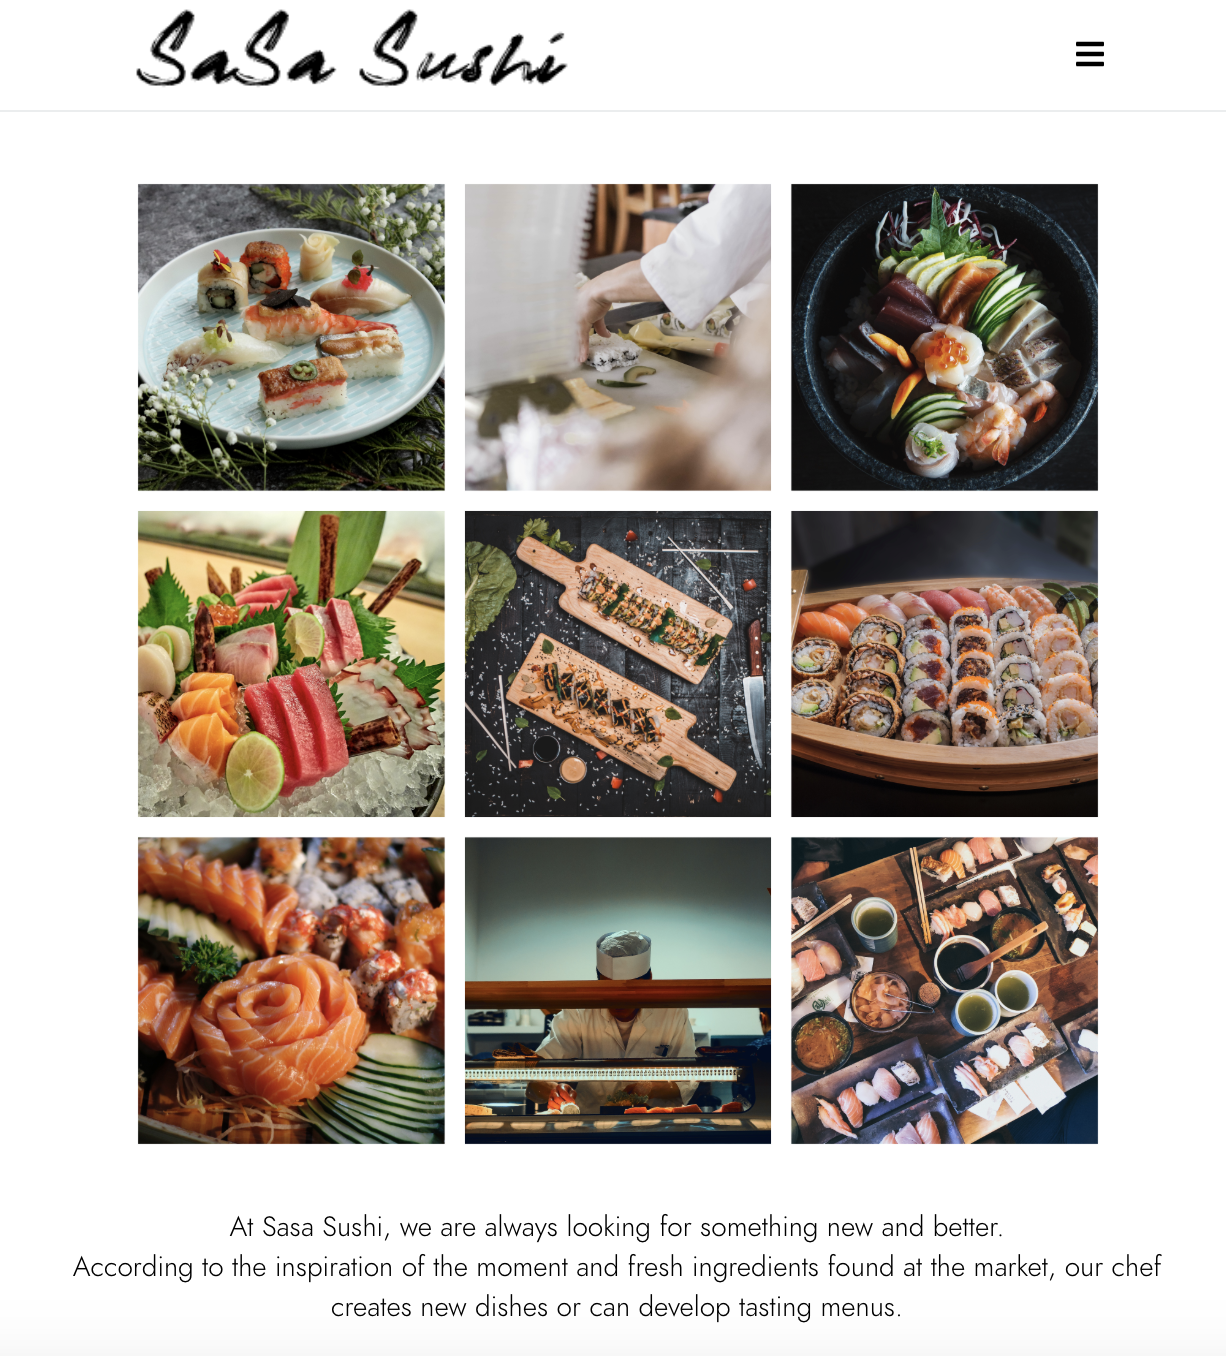 SaSa Sushi
At Sasa Sushi, we are always looking for something new and better.
According to the inspiration of the moment and fresh ingredients found at the market, our chef
creates new dishes or can develop tasting menus.